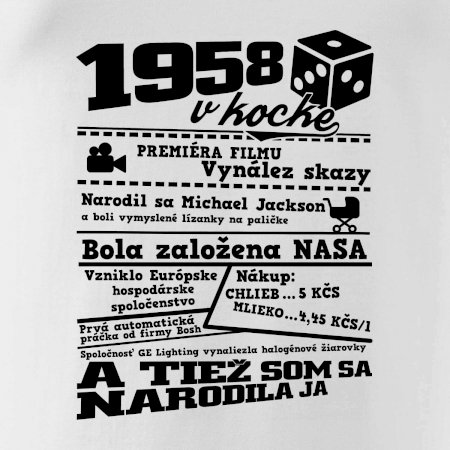 1958
v kocke
PREMIÉRA FILMU
Vynález skazy
Narodil sa Michael Jackson
a boli vymyslené lízanky na paličke
Bola založena NASA
Vzniklo Európske
hospodárske
spoločenstvo
Nákup:
CHLIEB...5 KČS
MLIEKO...4,45 KČS/l
Prvá automatická
práčka od firmy Bosh
Spoločnosť GE Lighting vynaliezla halogénové žiarovky
A TIEŽ SOM SA
NARODILA JA